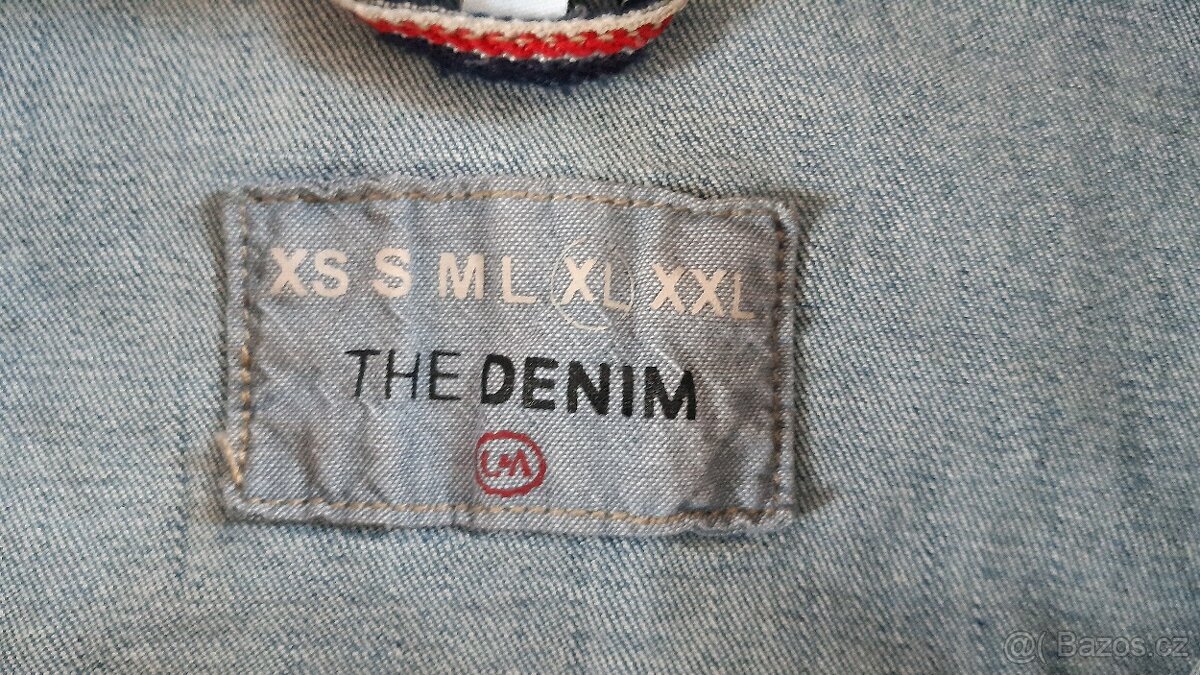 XS S M L XL XXL
THE DENIM
C&A
@( Bazos.cz